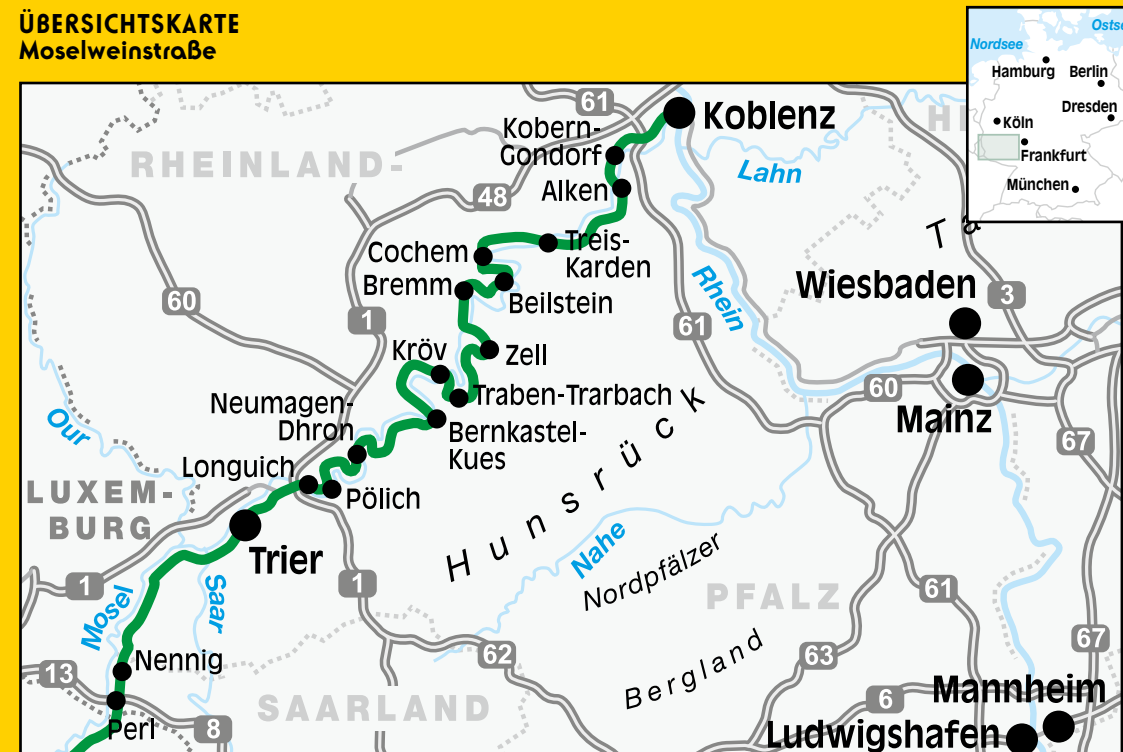 ÜBERSICHTSKARTE
Moselweinstraße
Nordsee
Hamburg
Berlin
Dresden
Köln
Frankfurt
München
61
Koblenz
Kobern-
Gondorf
RHEINLAND-
Lahn
Alken
48
Treis-
Karden
Cochem
Bremm
Beilstein
Rhein
Wiesbaden
3
60
1
61
Kröv
Zell
60
Traben-Trarbach
Mainz
Neumagen-
Dhron
Bernkastel-
Kues
67
Our
Longuich
Hunsrück
LUXEM-
BURG
Pölich
Trier
Nahe
Nordpfälzer
1
1
Mosel
Saar
PFALZ
61
67
Nennig
62
63
Bergland
13
SAARLAND
6
Mannheim
Perl
8
Ludwigshafen